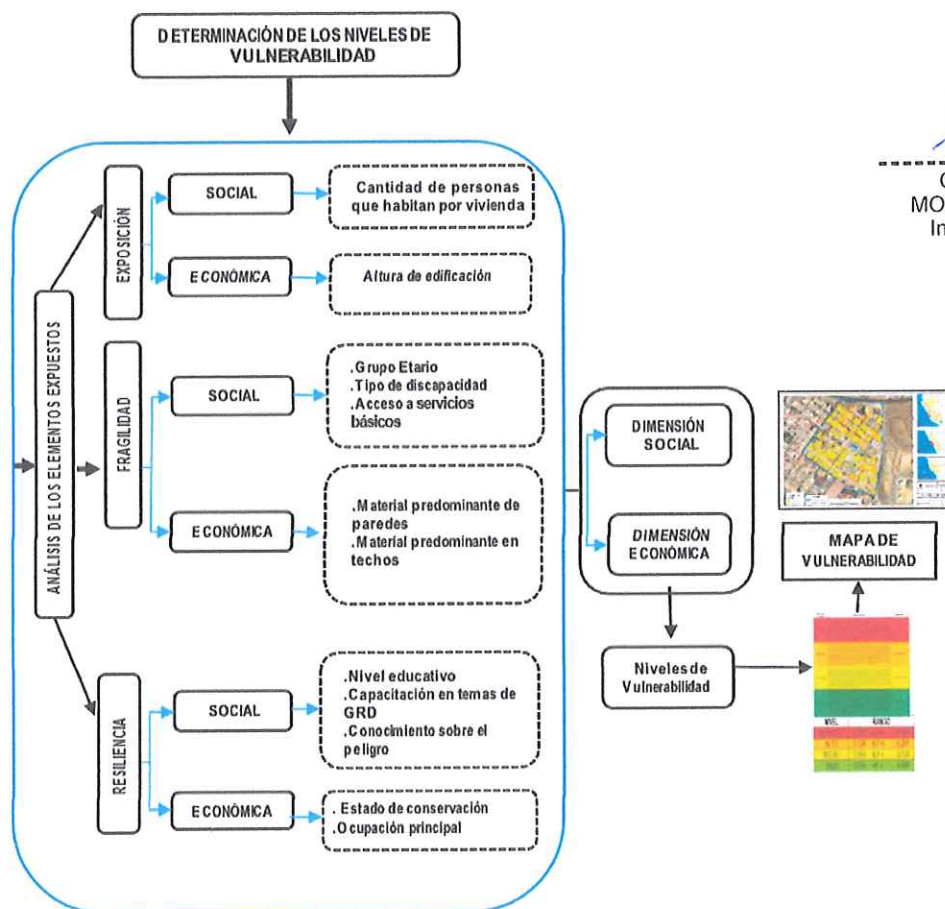 DETERMINACIÓN DE LOS NIVELES DE
VULNERABILIDAD
ANÁLISIS DE LOS ELEMENTOS EXPUESTOS
EXPOSICIÓN
SOCIAL
Cantidad de personas
que habitan por vivienda
ECONÓMICA
Altura de edificación
FRAGILIDAD
SOCIAL
.Grupo Etario
.Tipo de discapacidad
.Acceso a servicios
básicos
ECONÓMICA
.Material predominante de
paredes
.Material predominante en
techos
RESILIENCIA
SOCIAL
.Nivel educativo
.Capacitación en temas de
GRD
.Conocimiento sobre el
peligro
ECONÓMICA
. Estado de conservación
.Ocupación principal
DIMENSIÓN
SOCIAL
DIMENSIÓN
ECONÓMICA
Niveles de
Vulnerabilidad
MAPA DE
VULNERABILIDAD
NIVEL RANGO
MO
In